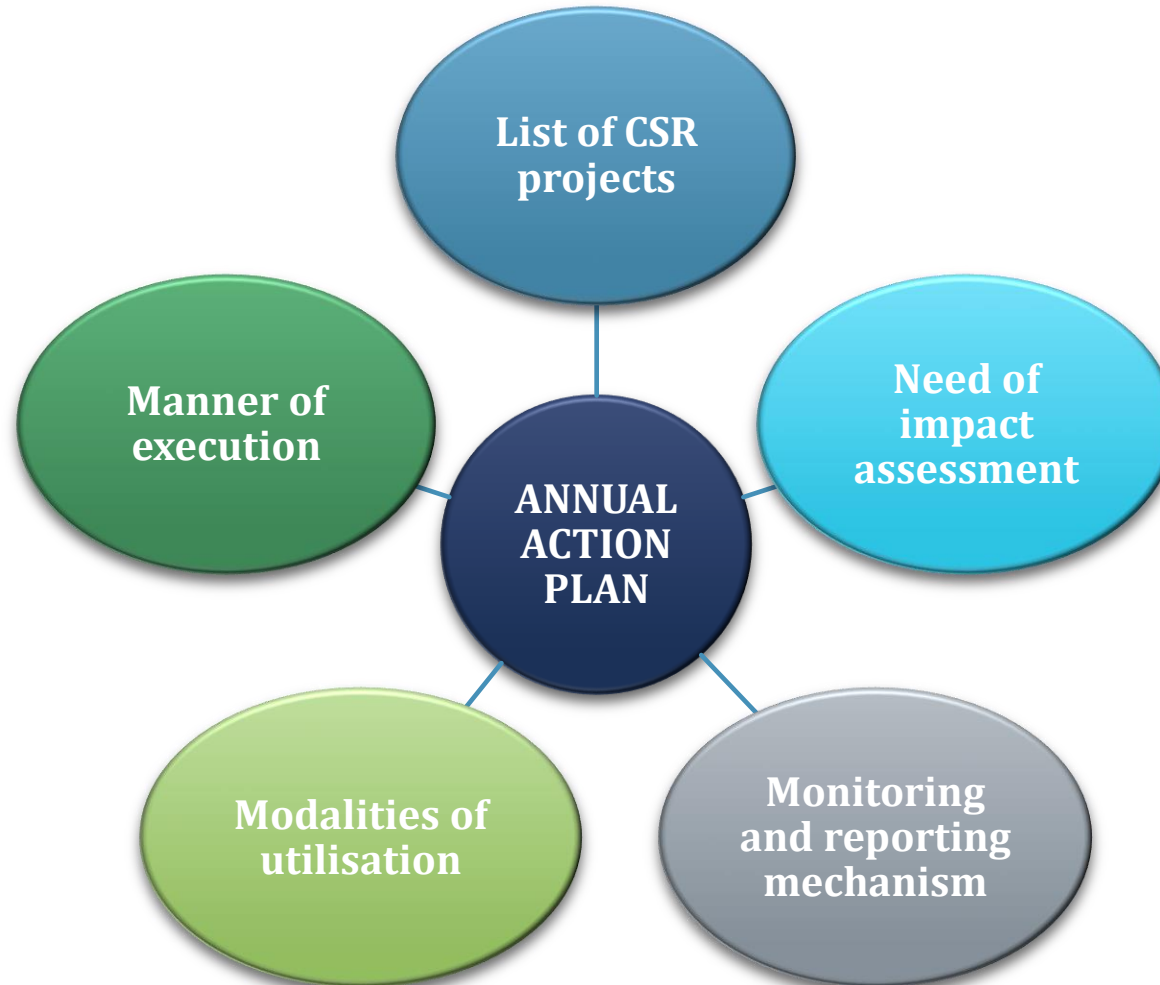 List of CSR
projects
Need of
impact
assessment
Manner of
execution
ANNUAL
ACTION
PLAN
Monitoring
and reporting
mechanism
Modalities of
utilisation